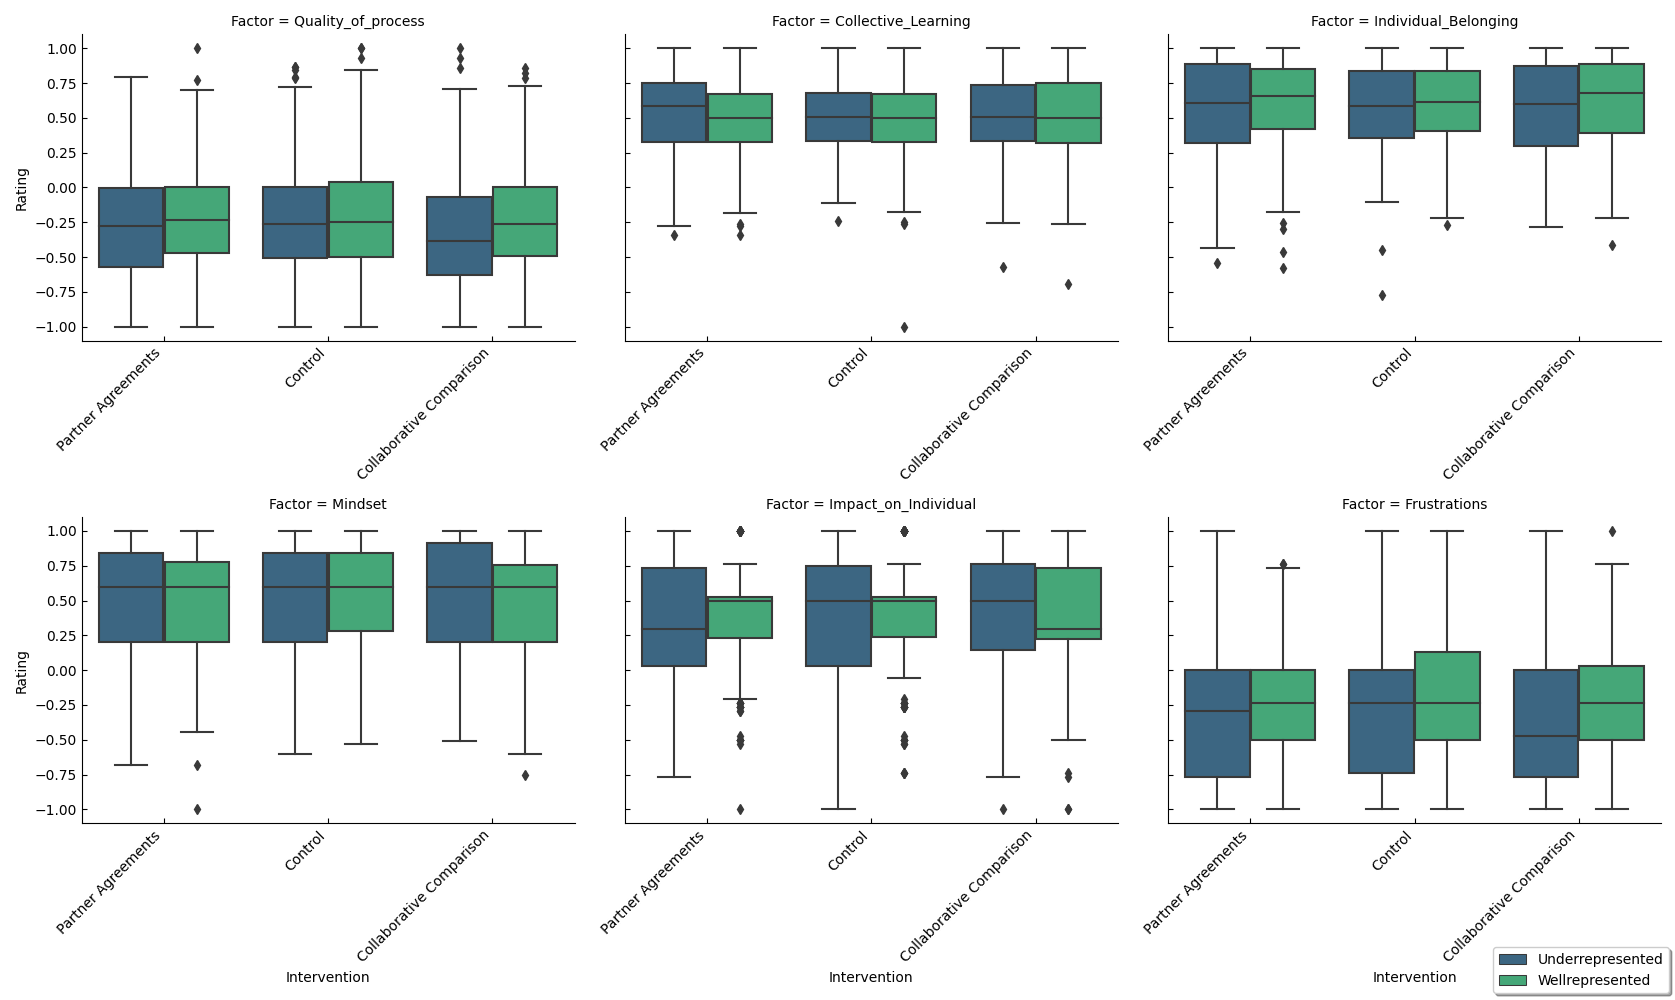 Factor = Quality_of_process
Factor = Collective_Learning
Factor = Individual_Belonging
1.00
0.75
0.50
0.25
0.00
−0.25
−0.50
−0.75
−1.00
Rating
Partner Agreements
Control
Collaborative Comparison
Partner Agreements
Control
Collaborative Comparison
Partner Agreements
Control
Collaborative Comparison
Factor = Mindset
Factor = Impact_on_Individual
Factor = Frustrations
1.00
0.75
0.50
0.25
0.00
−0.25
−0.50
−0.75
−1.00
Rating
Partner Agreements
Control
Collaborative Comparison
Partner Agreements
Control
Collaborative Comparison
Partner Agreements
Control
Collaborative Comparison
Intervention
Intervention
Intervention
Underrepresented
Wellrepresented